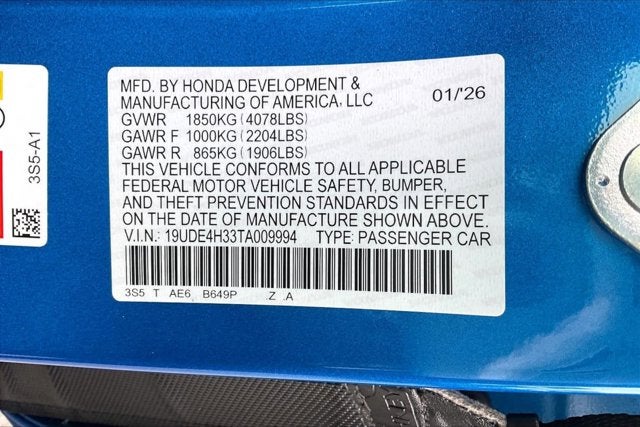 MFD. BY HONDA DEVELOPMENT &
MANUFACTURING OF AMERICA, LLC 01/'26
GVWR 1850KG (4078LBS)
GAWR F 1000KG (2204LBS)
GAWR R 865KG (1906LBS)
THIS VEHICLE CONFORMS TO ALL APPLICABLE
FEDERAL MOTOR VEHICLE SAFETY, BUMPER,
AND THEFT PREVENTION STANDARDS IN EFFECT
ON THE DATE OF MANUFACTURE SHOWN ABOVE.
V.I.N.: 19UDE4H33TA009994 TYPE: PASSENGER CAR
3S5 T AE6 B649P .Z .A
3S5-A1